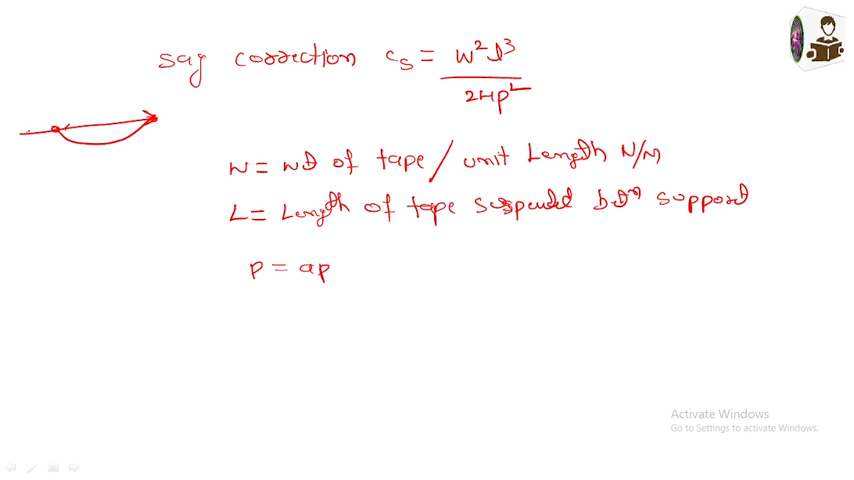 sag correction Cs = w²l³ / 24p²
W = wt of tape / unit Length N/M
L = Length of tape suspended betn support
P = ap
Activate Windows
Go to Settings to activate Windows.